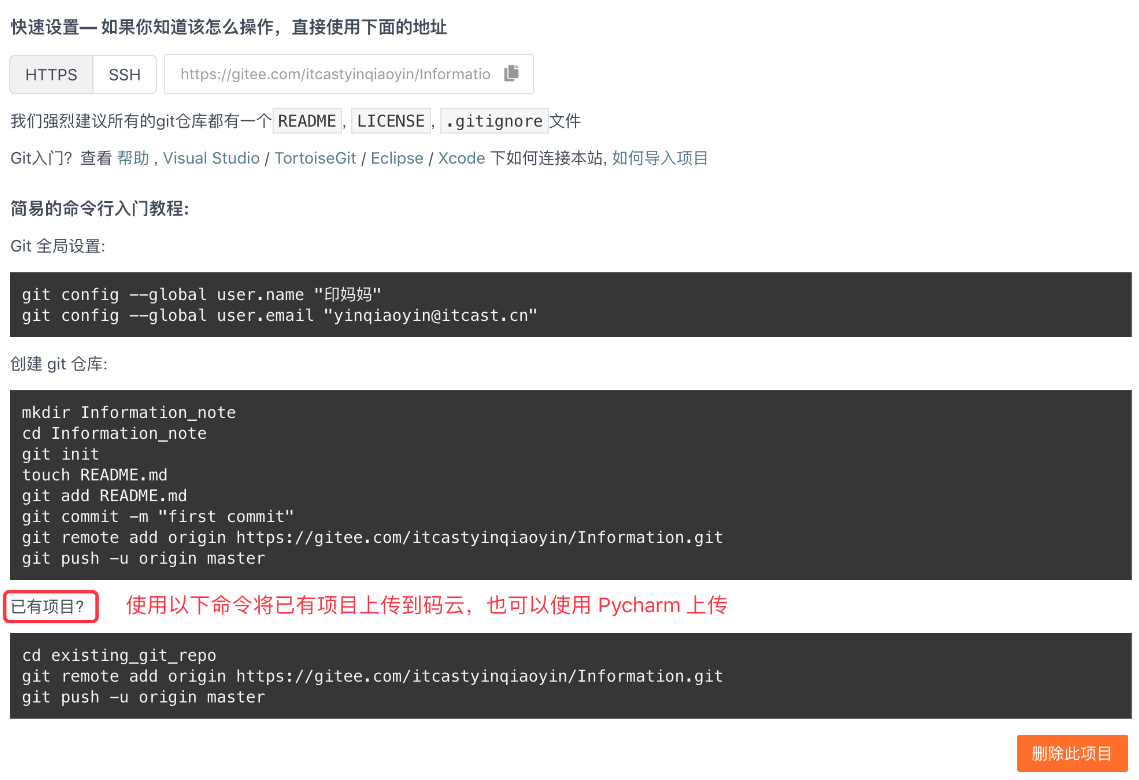 快速设置— 如果你知道该怎么操作，直接使用下面的地址
HTTPS SSH https://gitee.com/itcastyinqiaoyin/Informatio
我们强烈建议所有的git仓库都有一个 README , LICENSE , .gitignore 文件
Git入门？查看 帮助 , Visual Studio / TortoiseGit / Eclipse / Xcode 下如何连接本站, 如何导入项目
简易的命令行入门教程:
Git 全局设置:
git config --global user.name "印妈妈"
git config --global user.email "yinqiaoyin@itcast.cn"
创建 git 仓库:
mkdir Information_note
cd Information_note
git init
touch README.md
git add README.md
git commit -m "first commit"
git remote add origin https://gitee.com/itcastyinqiaoyin/Information.git
git push -u origin master
已有项目? 使用以下命令将已有项目上传到码云，也可以使用 Pycharm 上传
cd existing_git_repo
git remote add origin https://gitee.com/itcastyinqiaoyin/Information.git
git push -u origin master
删除此项目